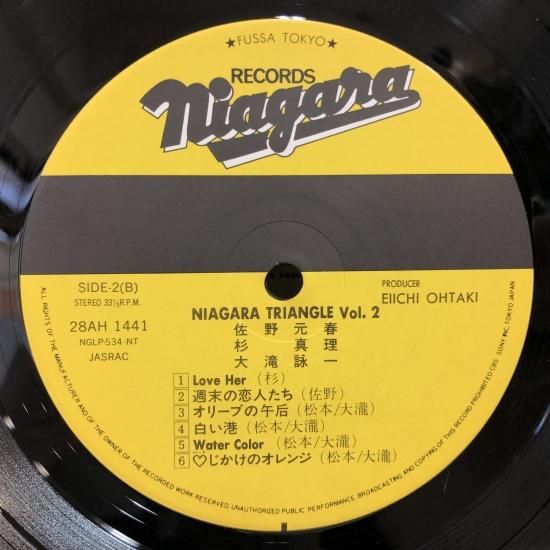 ★FUSSA TOKYO★
RECORDS
Niagara
SIDE-2(B)
STEREO 33⅓R.P.M.
28AH 1441
NGLP-534-NT
JASRAC
PRODUCER
EIICHI OHTAKI
NIAGARA TRIANGLE Vol. 2
佐野元春
杉真理
大滝詠一
1 Love Her (杉)
2 週末の恋人たち (佐野)
3 オリーブの午后 (松本/大瀧)
4 白い港 (松本/大瀧)
5 Water Color (松本/大瀧)
6 ♡じかけのオレンジ (松本/大瀧)
ALL RIGHTS OF THE MANUFACTURER AND OF THE OWNER OF THE RECORDED WORK RESERVED. UNAUTHORIZED PUBLIC PERFORMANCE, BROADCASTING AND COPYING OF THIS RECORD PROHIBITED CBS SONY INC. TOKYO JAPAN